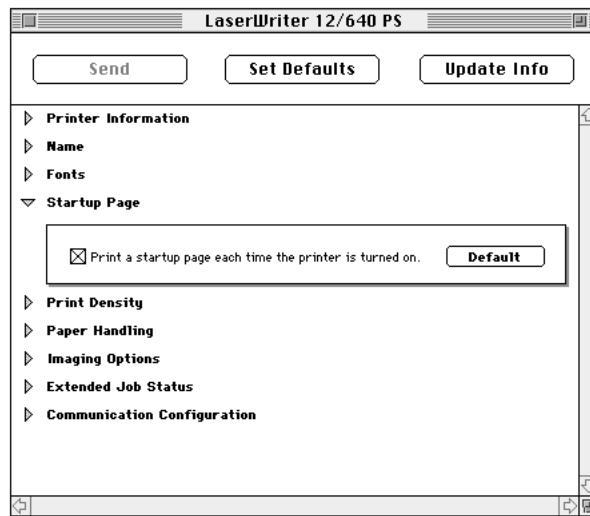 LaserWriter 12/640 PS
Send Set Defaults Update Info
Printer Information
Name
Fonts
Startup Page
Print a startup page each time the printer is turned on. Default
Print Density
Paper Handling
Imaging Options
Extended Job Status
Communication Configuration